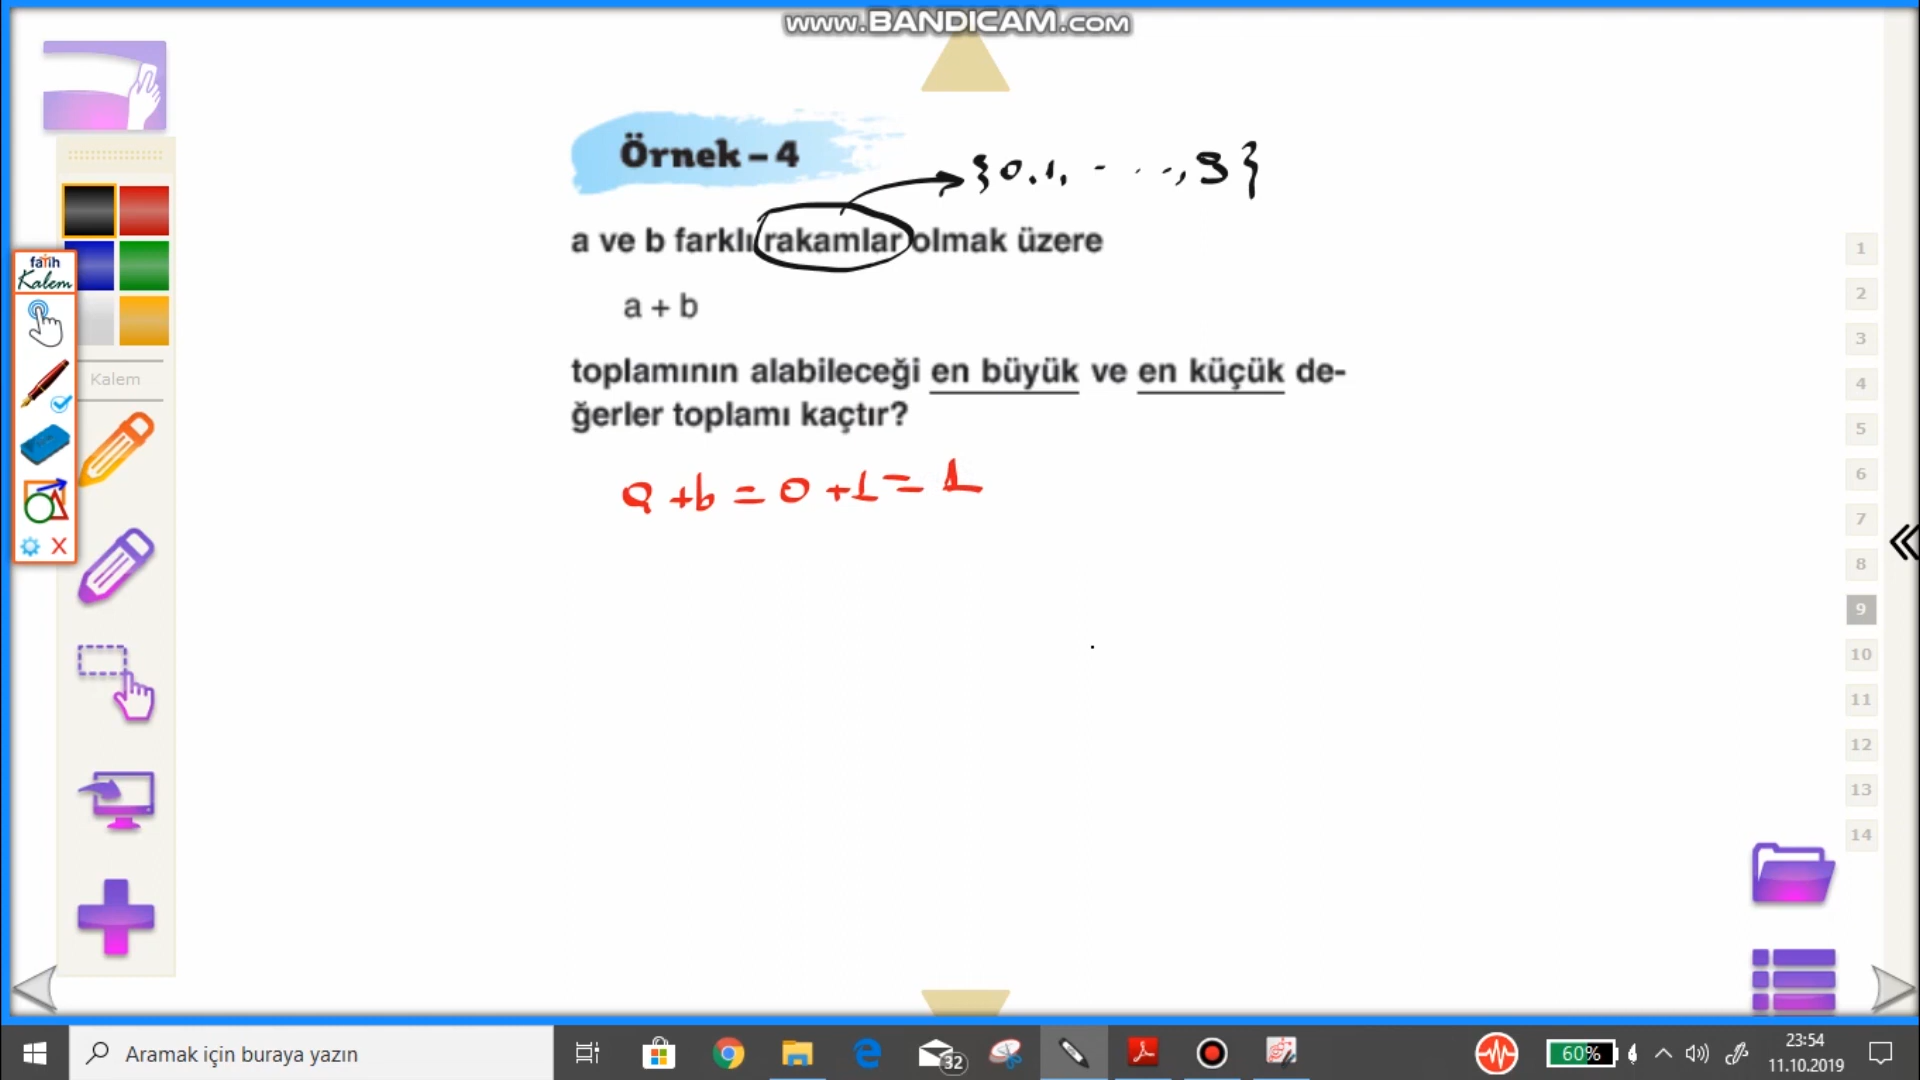 www.BANDICAM.com
Örnek – 4
{0,1, - ..., 9}
a ve b farklı rakamlar olmak üzere
a + b
toplamının alabileceği en büyük ve en küçük de-
ğerler toplamı kaçtır?
a + b = 0 + 1 = 1
fatih
Kalem
X
Kalem
1
2
3
4
5
6
7
8
9
10
11
12
13
14
Aramak için buraya yazın
32
60%
23:54
11.10.2019